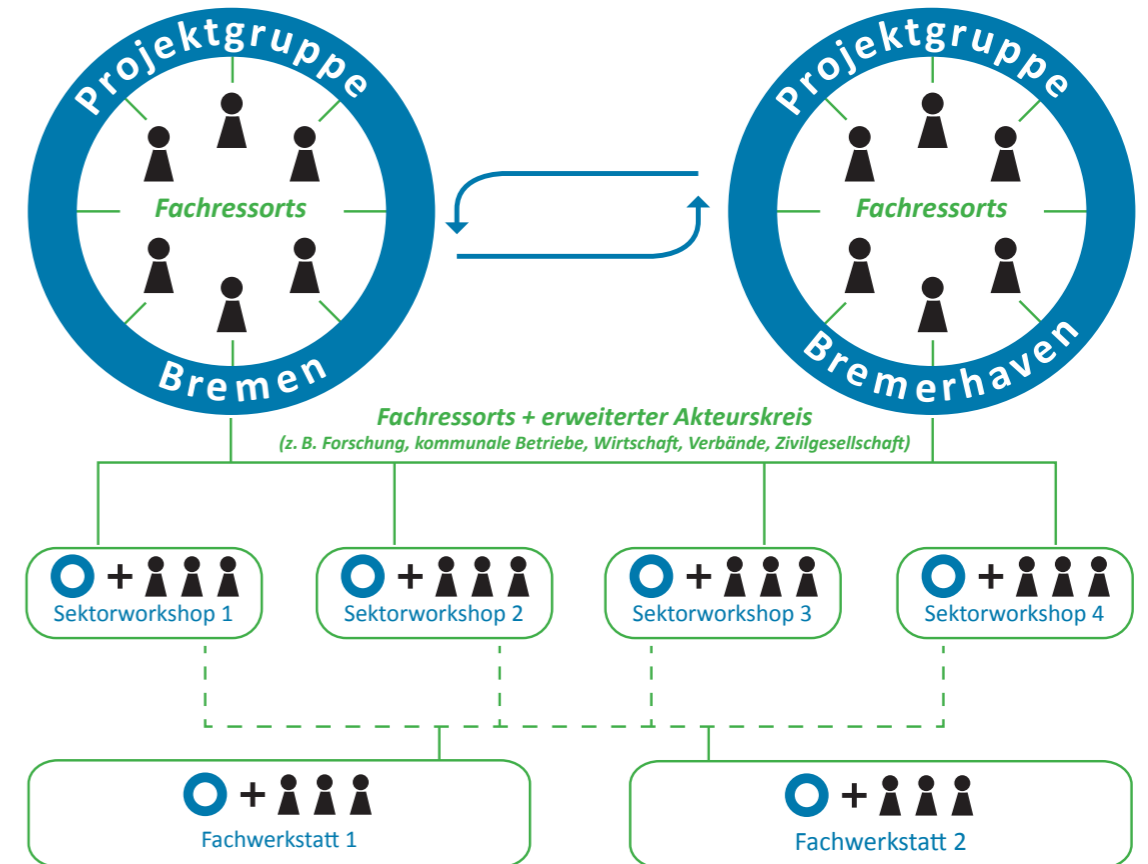 Projektgruppe
Fachressorts
Bremen
Projektgruppe
Fachressorts
Bremerhaven
Fachressorts + erweiterter Akteurskreis
(z. B. Forschung, kommunale Betriebe, Wirtschaft, Verbände, Zivilgesellschaft)
+
Sektorworkshop 1
+
Sektorworkshop 2
+
Sektorworkshop 3
+
Sektorworkshop 4
+
Fachwerkstatt 1
+
Fachwerkstatt 2